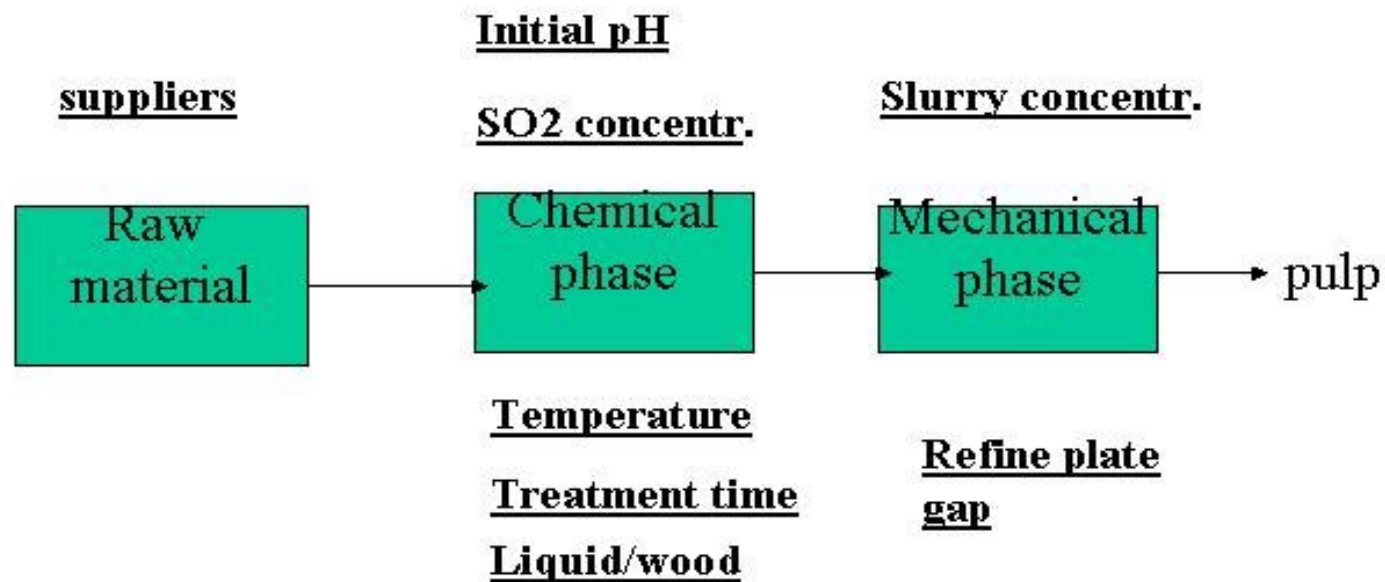 suppliers
Initial pH
SO2 concentr.
Slurry concentr.
Raw
material
Chemical
phase
Mechanical
phase
pulp
Temperature
Treatment time
Liquid/wood
Refine plate
gap